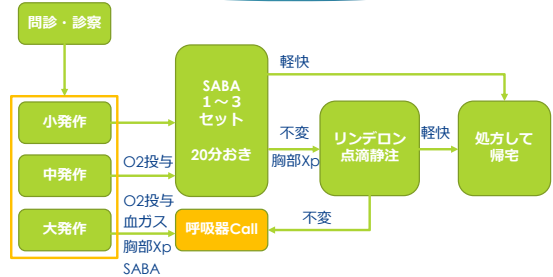 問診・診察
小発作
中発作
大発作
O2投与
O2投与
血ガス
胸部Xp
SABA
SABA
1～3
セット
20分おき
呼吸器Call
軽快
不変
胸部Xp
リンデロン
点滴静注
不変
軽快
処方して
帰宅